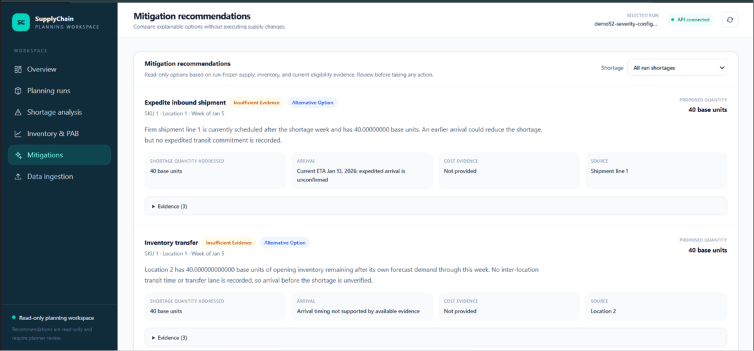 SC
SupplyChain
PLANNING WORKSPACE
WORKSPACE
Overview
Planning runs
Shortage analysis
Inventory & PAB
Mitigations
Data ingestion
Read-only planning workspace
Recommendations are read-only and
require planner review.
Mitigation recommendations
Compare explainable options without executing supply changes.
SELECTED RUN
demo52-severity-config...
API connected
Mitigation recommendations
Read-only options based on run-frozen supply, inventory, and current eligibility evidence. Review before taking any action.
Shortage
All run shortages
Expedite inbound shipment
Insufficient Evidence
Alternative Option
PROPOSED QUANTITY
40 base units
SKU 1 · Location 1 · Week of Jan 5
Firm shipment line 1 is currently scheduled after the shortage week and has 40.00000000 base units. An earlier arrival could reduce the shortage,
but no expedited transit commitment is recorded.
SHORTAGE QUANTITY ADDRESSED
40 base units
ARRIVAL
Current ETA Jan 13, 2026; expedited arrival is
unconfirmed
COST EVIDENCE
Not provided
SOURCE
Shipment line 1
Evidence (3)
Inventory transfer
Insufficient Evidence
Alternative Option
PROPOSED QUANTITY
40 base units
SKU 1 · Location 1 · Week of Jan 5
Location 2 has 40.000000000000 base units of opening inventory remaining after its own forecast demand through this week. No inter-location
transit time or transfer lane is recorded, so arrival before the shortage is unverified.
SHORTAGE QUANTITY ADDRESSED
40 base units
ARRIVAL
Arrival timing not supported by available evidence
COST EVIDENCE
Not provided
SOURCE
Location 2
Evidence (3)